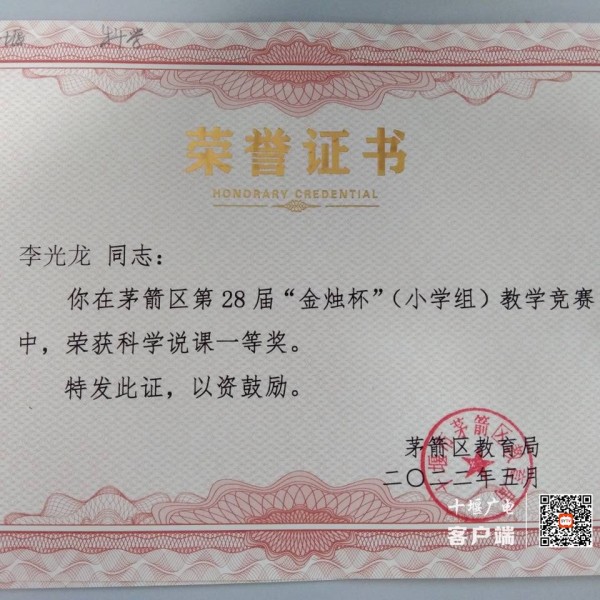 堰 科学
荣誉证书
HONORARY CREDENTIAL
李光龙 同志：
你在茅箭区第28届“金烛杯”（小学组）教学竞赛
中，荣获科学说课一等奖。
特发此证，以资鼓励。
茅箭区教育局
二〇二二年五月
十堰广电
客户端